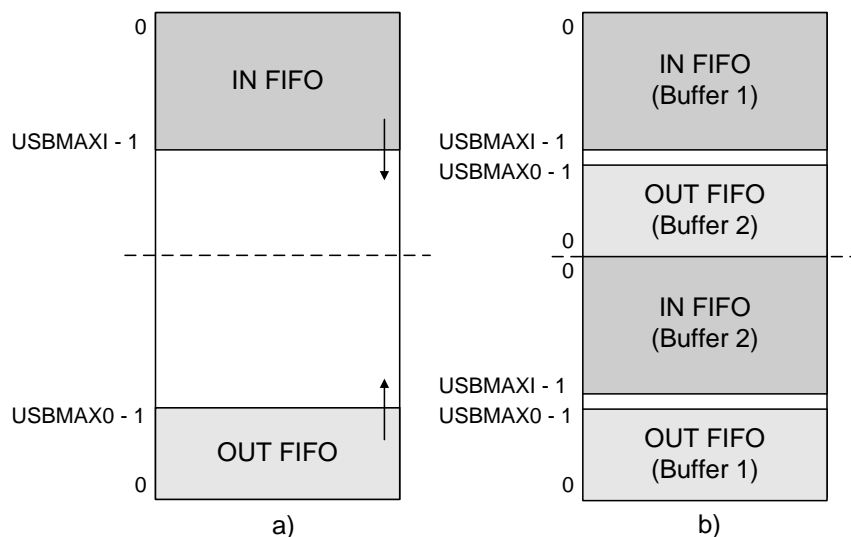 0
IN FIFO
USBMAXI - 1
USBMAX0 - 1
OUT FIFO
0
a)
IN FIFO
(Buffer 1)
USBMAXI - 1
USBMAX0 - 1
OUT FIFO
(Buffer 2)
0
0
IN FIFO
(Buffer 2)
USBMAXI - 1
USBMAX0 - 1
OUT FIFO
(Buffer 1)
0
0
b)